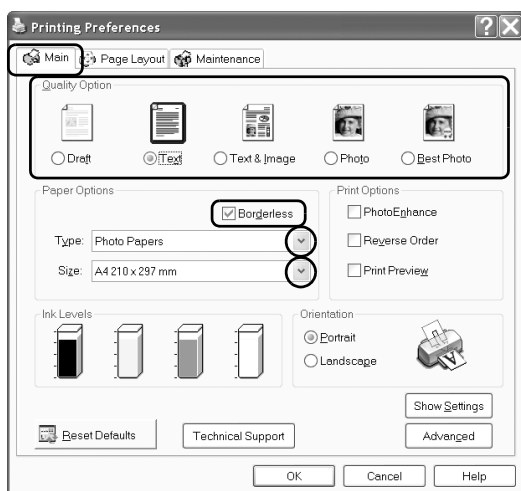 Printing Preferences
Main Page Layout Maintenance
Quality Option
Draft Text Text & Image Photo Best Photo
Paper Options Print Options
Borderless PhotoEnhance
Type: Photo Papers Reverse Order
Size: A4 210 x 297 mm Print Preview
Ink Levels Orientation
Portrait
Landscape
Show Settings
Reset Defaults Technical Support Advanced
OK Cancel Help